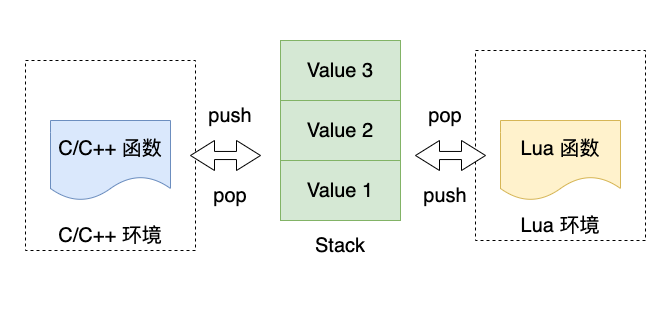 C/C++ 函数
C/C++ 环境
push
pop
Value 3
Value 2
Value 1
Stack
pop
push
Lua 函数
Lua 环境